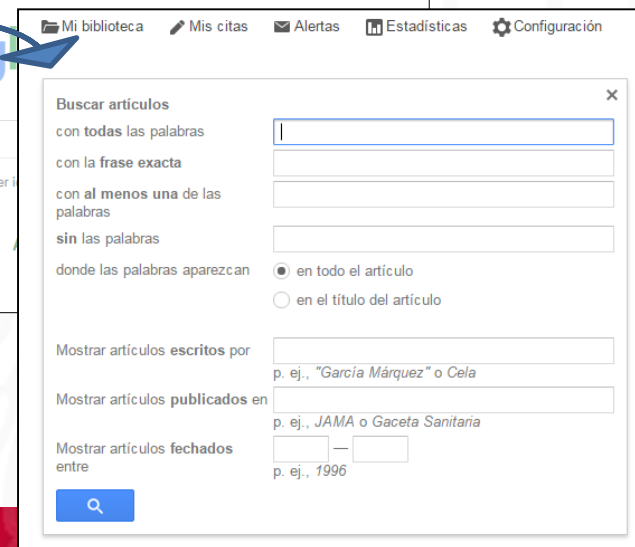 Mi biblioteca Mis citas Alertas Estadísticas Configuración
Buscar artículos
con todas las palabras
con la frase exacta
con al menos una de las
palabras
sin las palabras
donde las palabras aparezcan en todo el artículo
en el título del artículo
Mostrar artículos escritos por
p. ej., "García Márquez" o Cela
Mostrar artículos publicados en
p. ej., JAMA o Gaceta Sanitaria
Mostrar artículos fechados
entre
—
p. ej., 1996